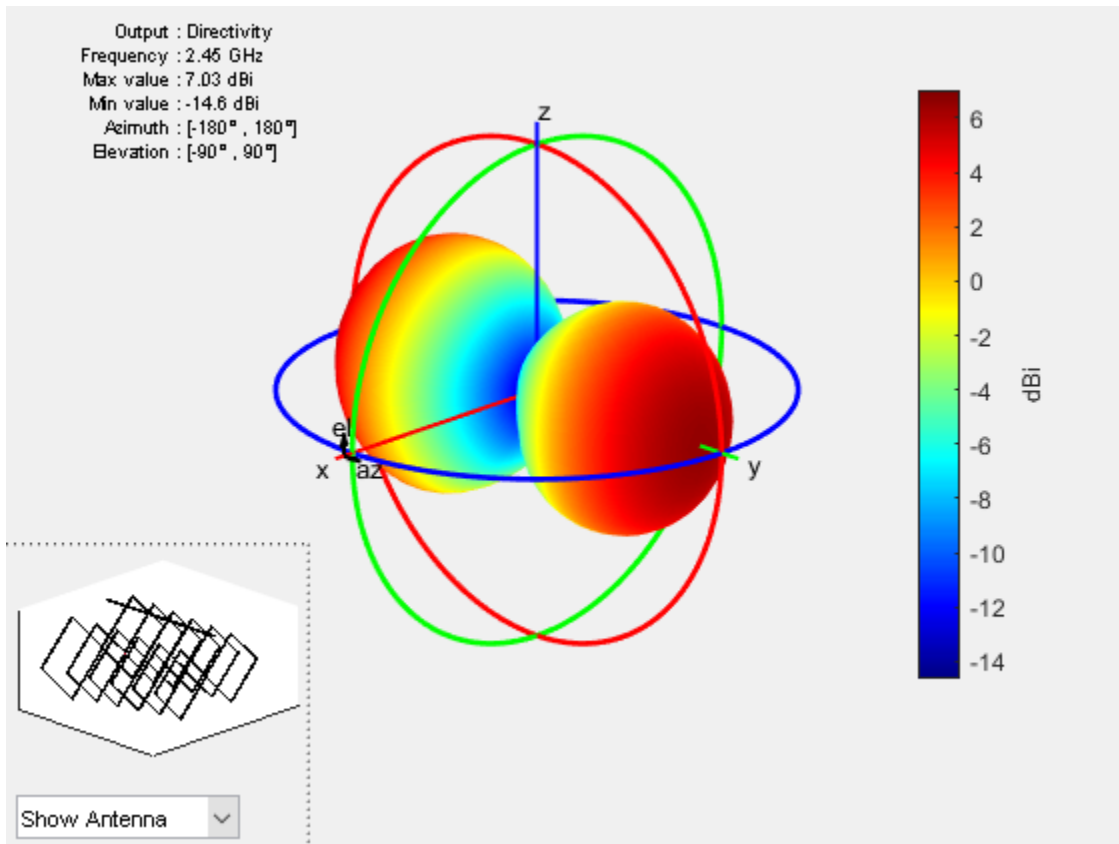 Output : Directivity
Frequency : 2.45 GHz
Max value : 7.03 dBi
Min value : -14.6 dBi
Azimuth : [-180° , 180°]
Elevation : [-90° , 90°]
z
6
4
2
0
-2
-4
-6
-8
-10
-12
-14
dBi
el
x
az
y
Show Antenna